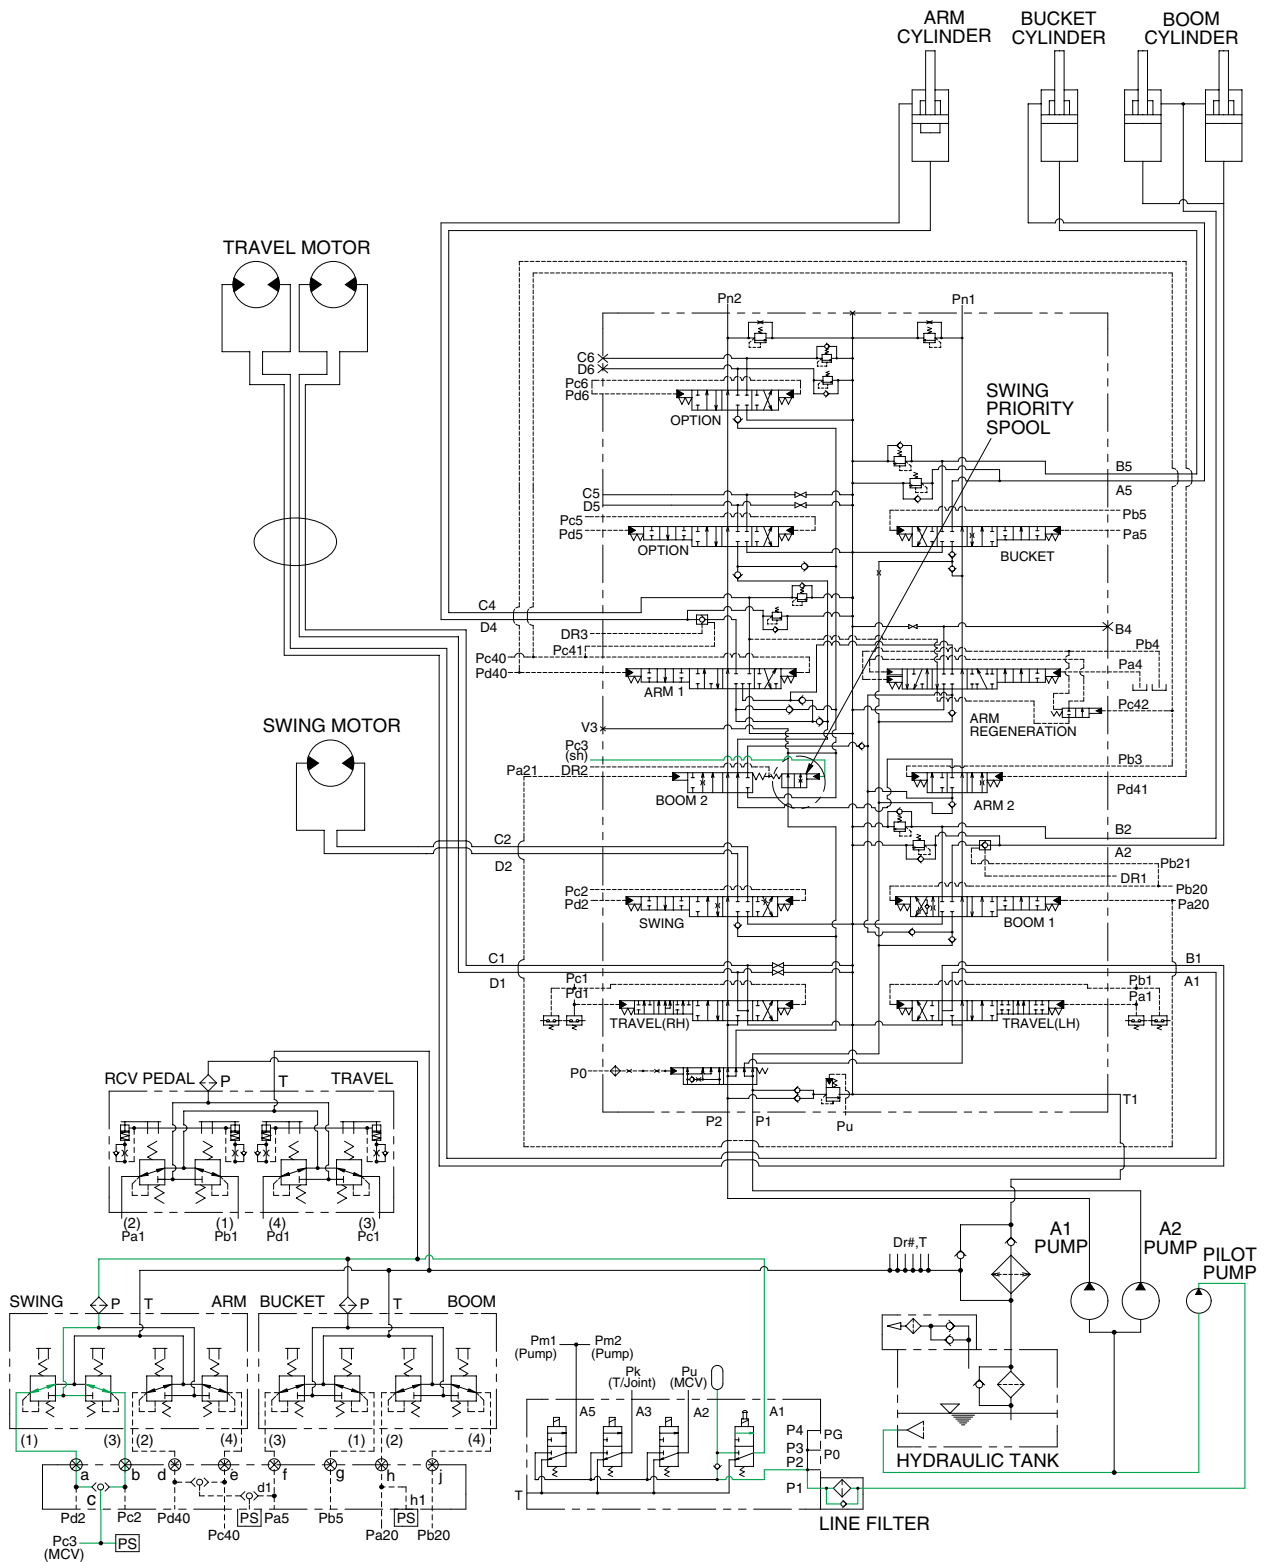 ARM
CYLINDER
BUCKET
CYLINDER
BOOM
CYLINDER
TRAVEL MOTOR
Pn2
Pn1
C6
D6
Pc6
Pd6
OPTION
SWING
PRIORITY
SPOOL
B5
A5
C5
D5
Pc5
Pd5
OPTION
Pb5
Pa5
BUCKET
C4
D4
DR3
Pc41
Pc40
Pd40
ARM 1
B4
Pb4
Pa4
Pc42
ARM
REGENERATION
SWING MOTOR
V3
Pc3
(sh)
DR2
Pa21
BOOM 2
Pb3
Pd41
ARM 2
C2
D2
B2
A2
Pb21
DR1
Pc2
Pd2
SWING
Pb20
Pa20
BOOM 1
C1
D1
B1
A1
Pc1
Pd1
TRAVEL(RH)
Pb1
Pa1
TRAVEL(LH)
P0
T1
P2
P1
Pu
RCV PEDAL
P
T
TRAVEL
(2)
Pa1
(1)
Pb1
(4)
Pd1
(3)
Pc1
A1
PUMP
A2
PUMP
PILOT
PUMP
Dr#,T
SWING
P
T
ARM
BUCKET
P
T
BOOM
(1)
(3)
(2)
(4)
(3)
(1)
(2)
(4)
a
b
d
e
f
g
h
j
c
d1
h1
Pd2
Pc2
Pd40
Pc40
PS
Pa5
Pb5
Pa20
PS
Pb20
Pc3
(MCV)
PS
Pm1
(Pump)
Pm2
(Pump)
Pk
(T/Joint)
Pu
(MCV)
A5
A3
A2
A1
P4
PG
P3
P0
P2
P1
T
LINE FILTER
HYDRAULIC TANK